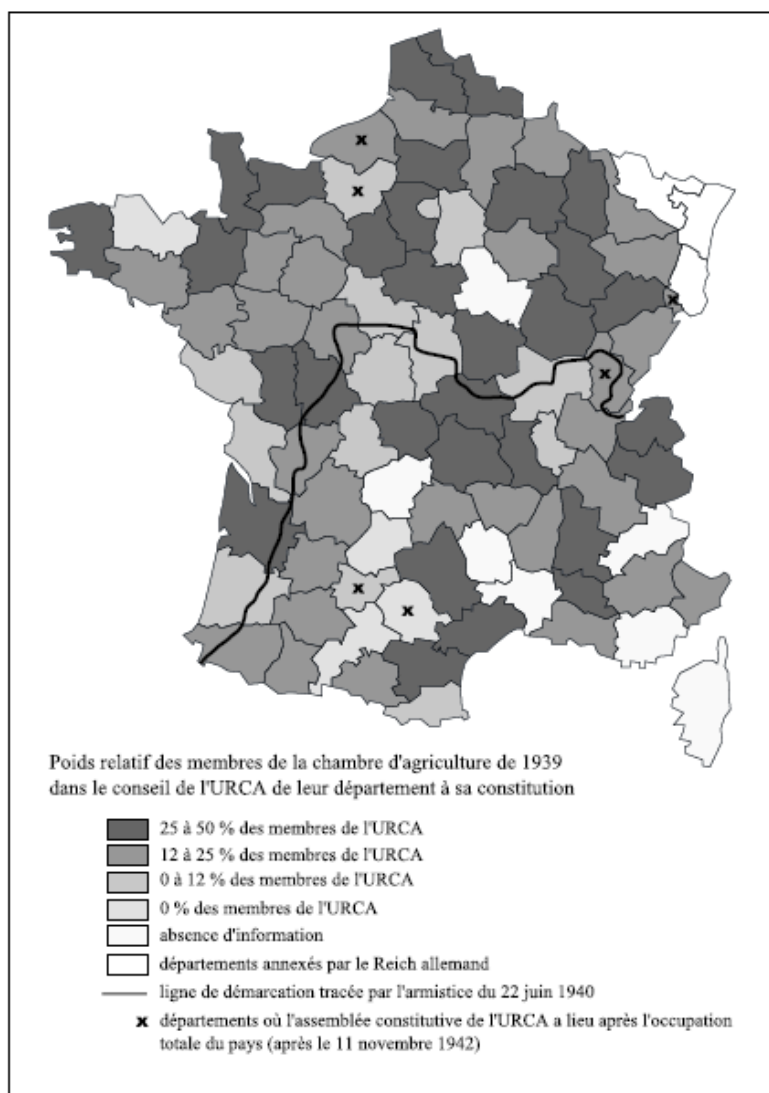 Poids relatif des membres de la chambre d'agriculture de 1939
dans le conseil de l'URCA de leur département à sa constitution
25 à 50 % des membres de l'URCA
12 à 25% des membres de l'URCA
0 à 12 % des membres de l'URCA
0 % des membres de l'URCA
absence d'information
départements annexés par le Reich allemand
ligne de démarcation tracée par l'armistice du 22 juin 1940
x départements où l'assemblée constitutive de l'URCA a lieu après l'occupation
totale du pays (après le 11 novembre 1942)